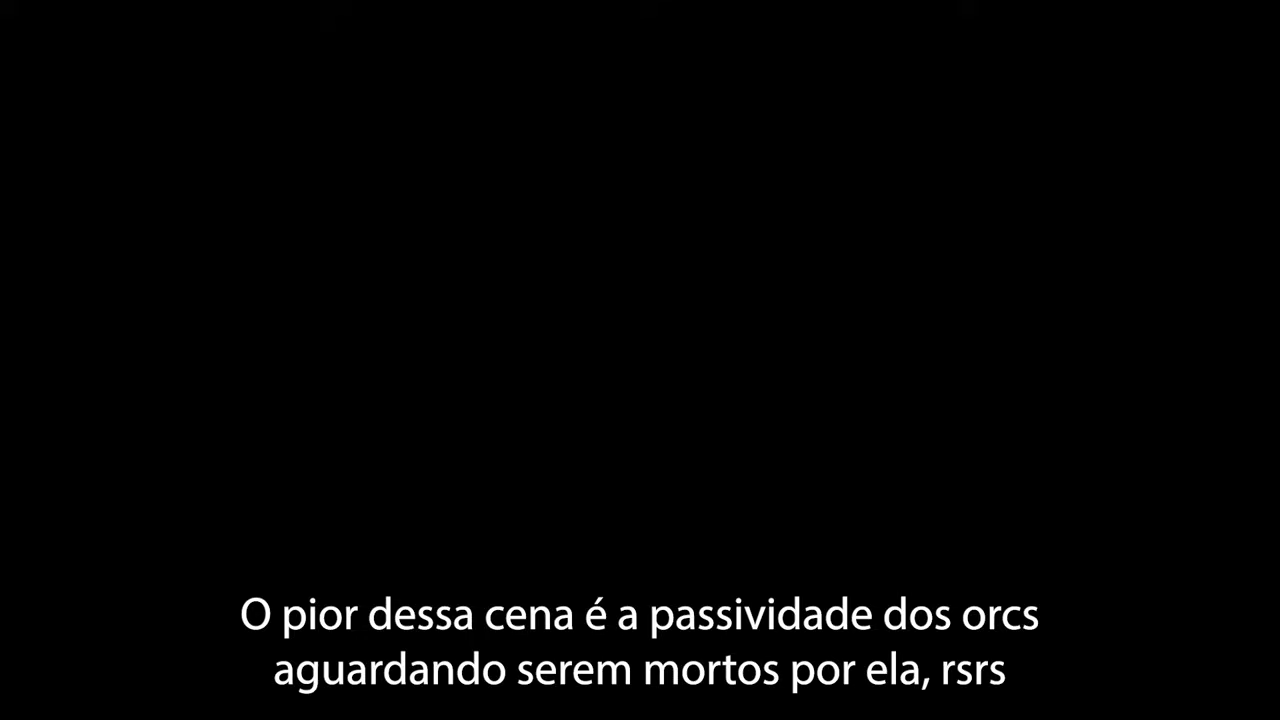 O pior dessa cena é a passividade dos orcs
aguardando serem mortos por ela, rsrs